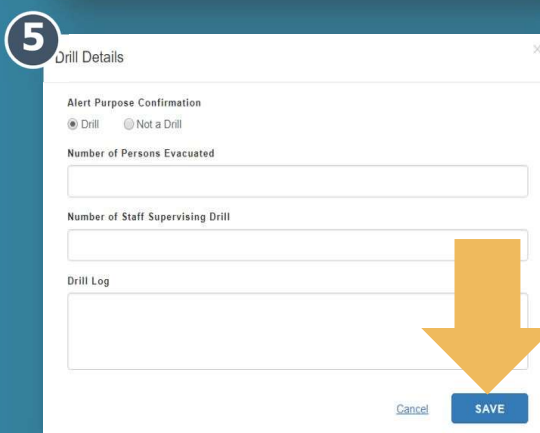 5
Drill Details
×
Alert Purpose Confirmation
Drill Not a Drill
Number of Persons Evacuated
Number of Staff Supervising Drill
Drill Log
Cancel SAVE